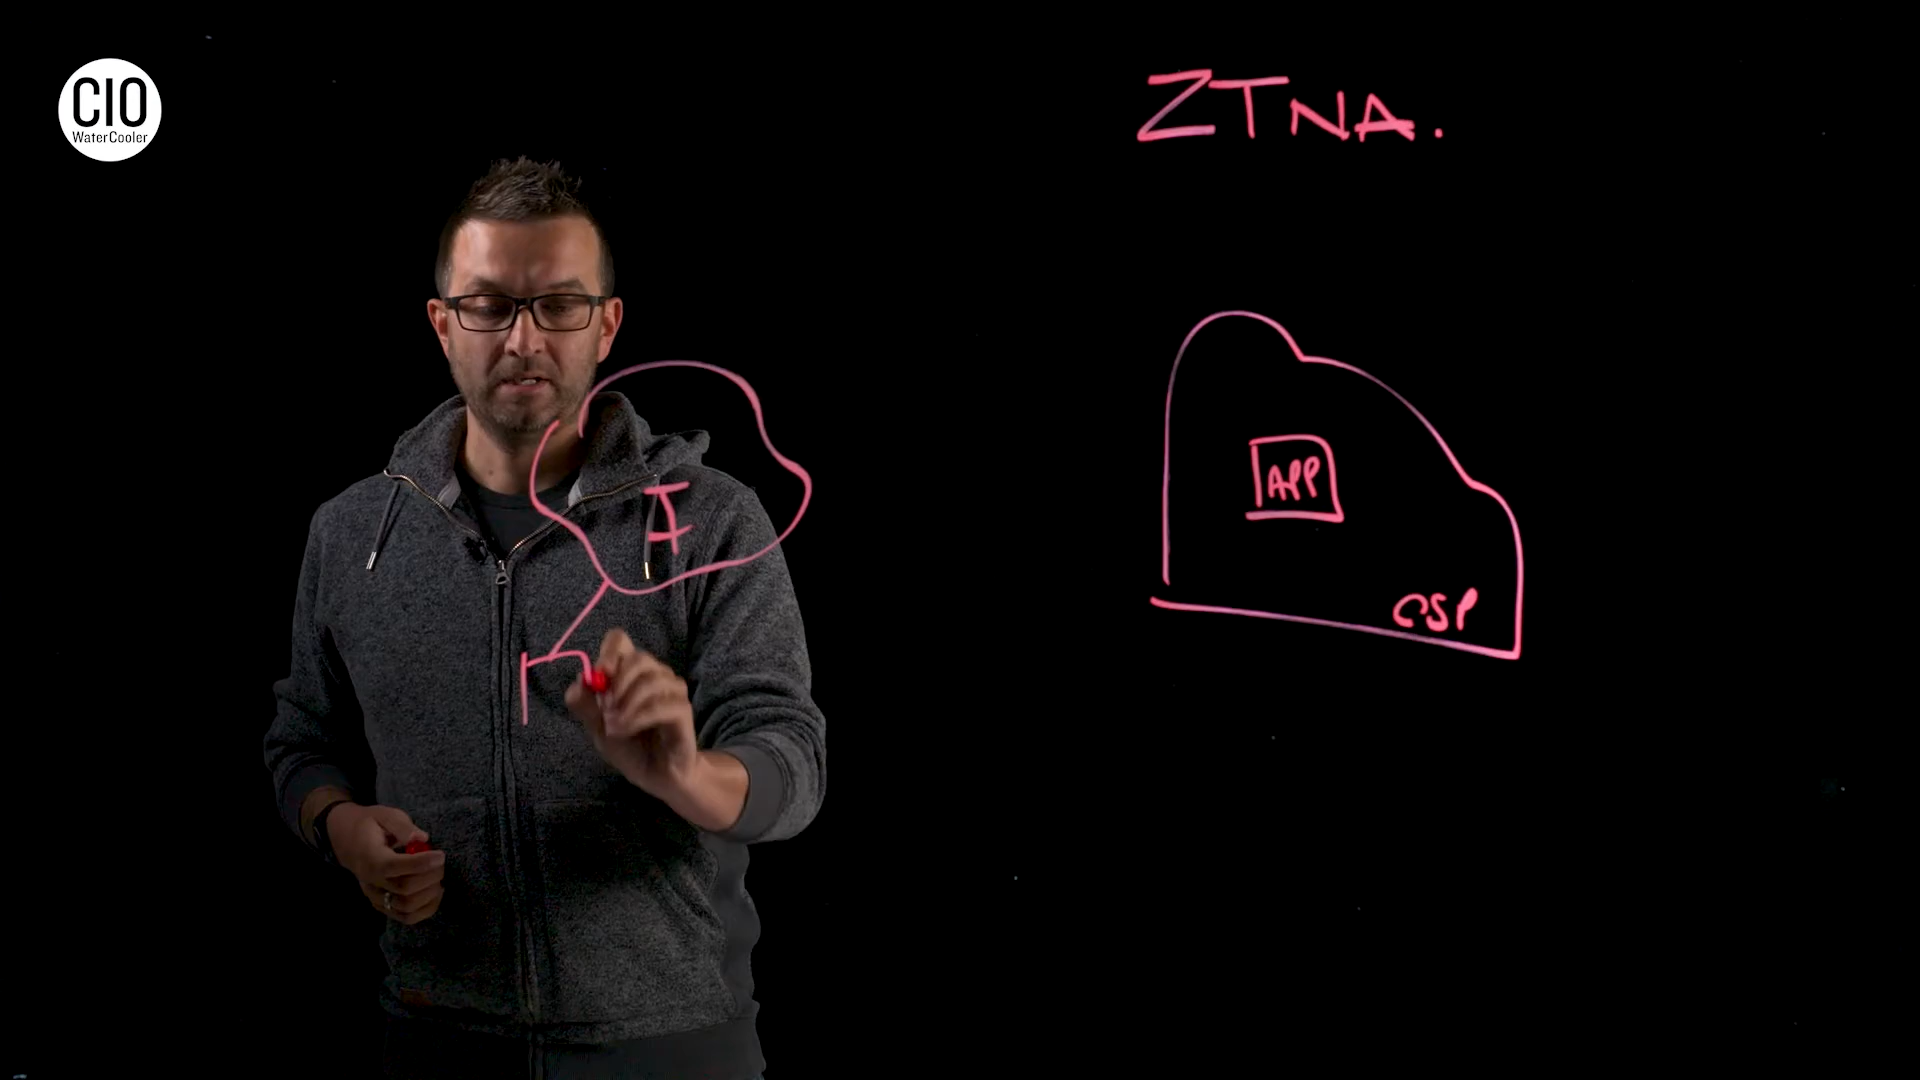 CIO
WaterCooler
ZTNA.
I
APP
CSP